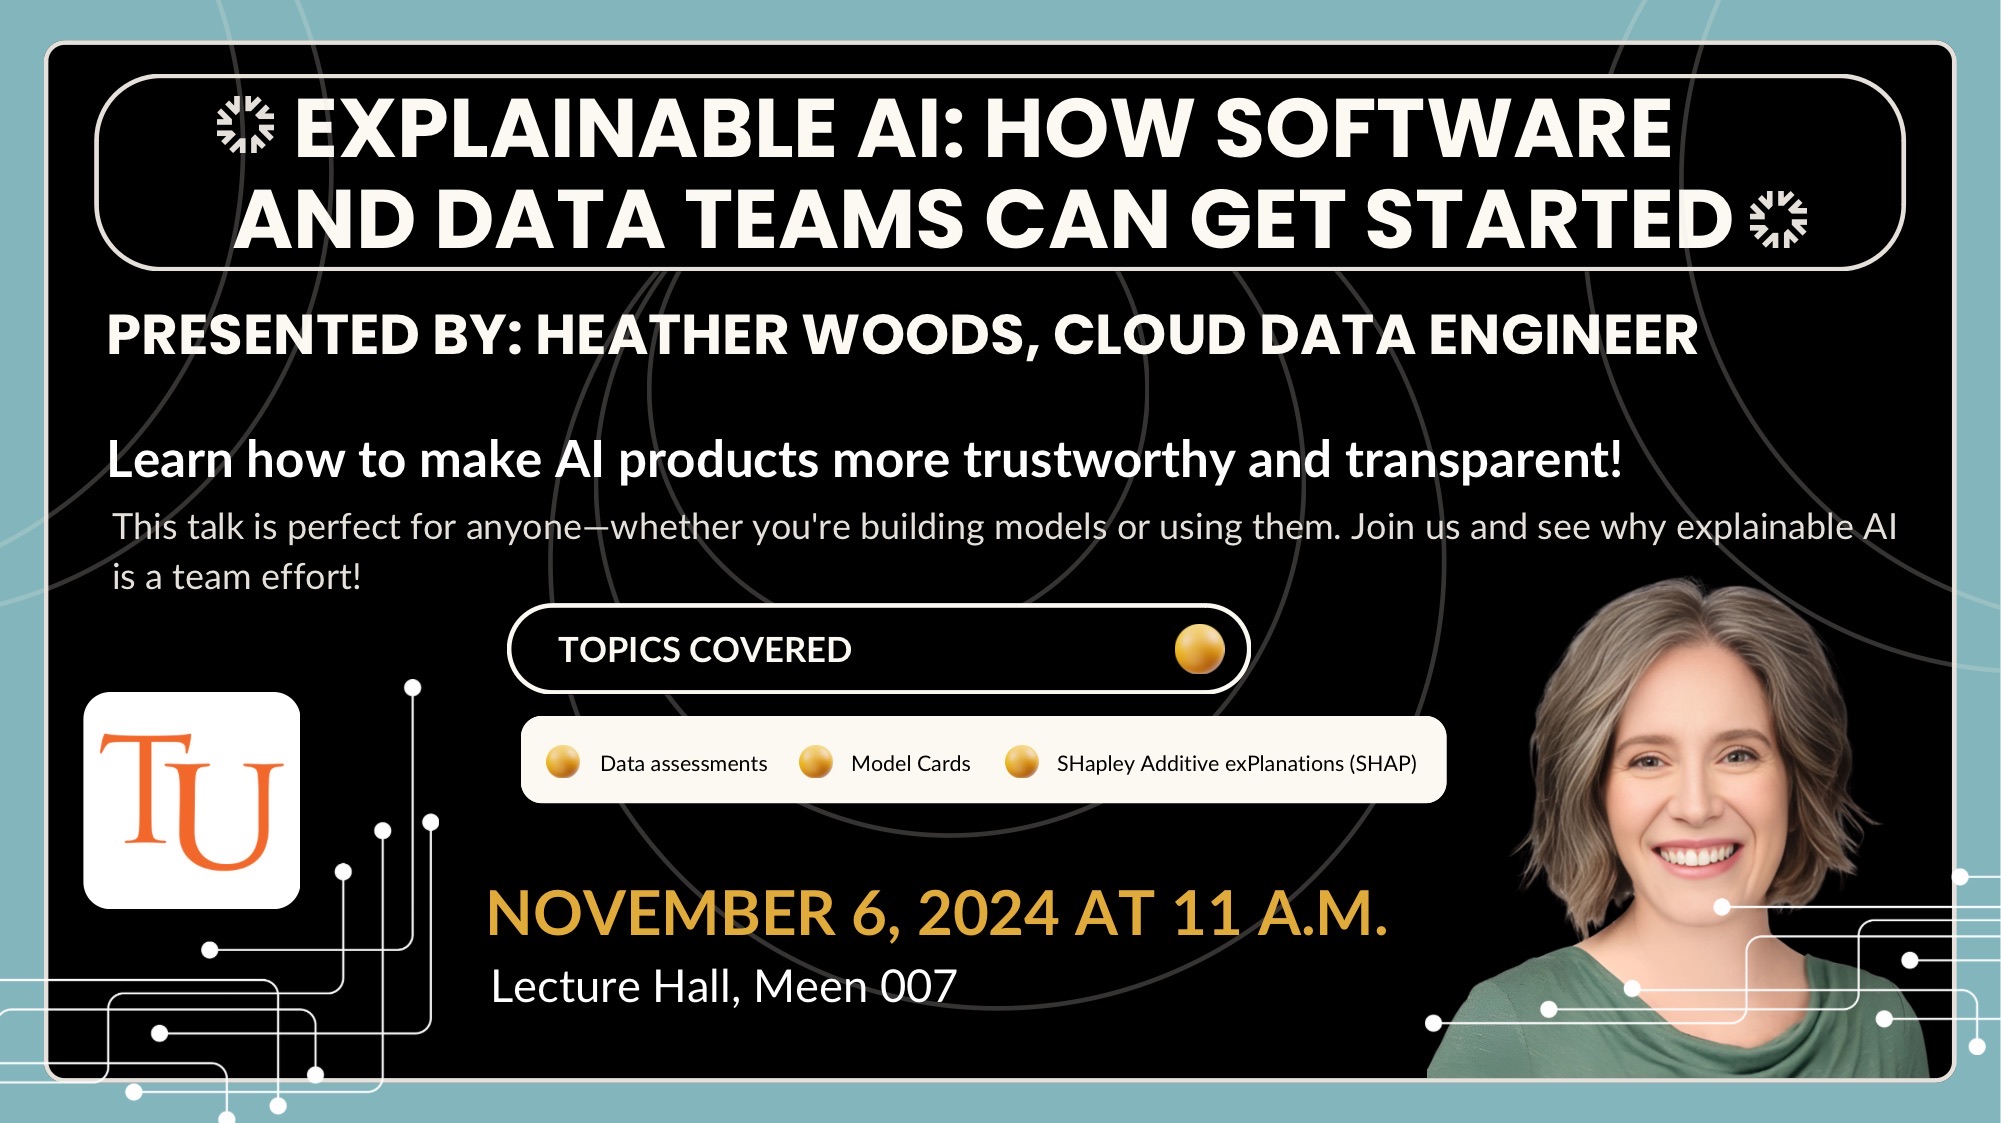 EXPLAINABLE AI: HOW SOFTWARE
AND DATA TEAMS CAN GET STARTED
PRESENTED BY: HEATHER WOODS, CLOUD DATA ENGINEER
Learn how to make AI products more trustworthy and transparent!
This talk is perfect for anyone—whether you're building models or using them. Join us and see why explainable AI
is a team effort!
TOPICS COVERED
Data assessments Model Cards SHapley Additive exPlanations (SHAP)
TU
NOVEMBER 6, 2024 AT 11 A.M.
Lecture Hall, Meen 007